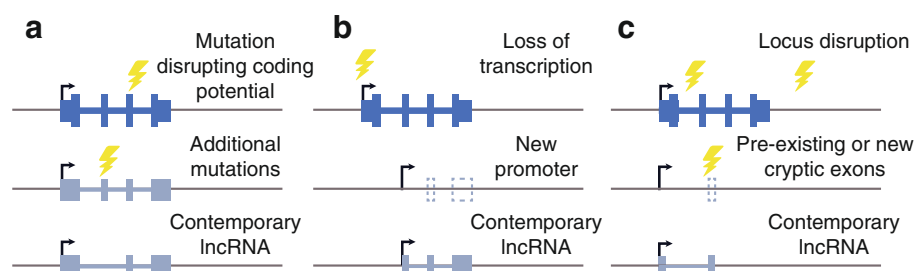 a
Mutation
disrupting coding
potential
Additional
mutations
Contemporary
lncRNA
b
Loss of
transcription
New
promoter
Contemporary
lncRNA
c
Locus disruption
Pre-existing or new
cryptic exons
Contemporary
lncRNA